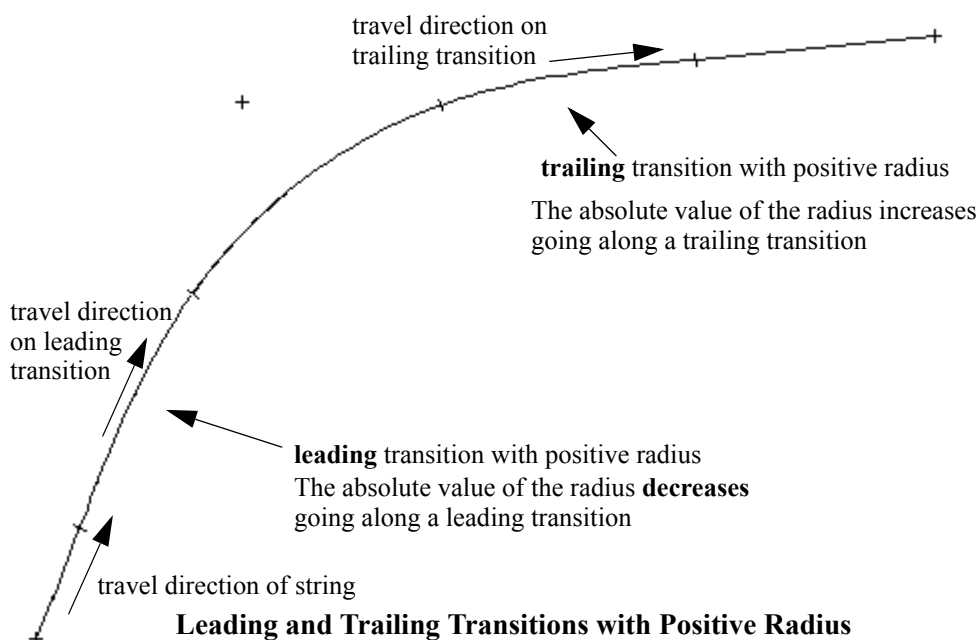 travel direction on
trailing transition
trailing transition with positive radius
The absolute value of the radius increases
going along a trailing transition
travel direction
on leading
transition
leading transition with positive radius
The absolute value of the radius decreases
going along a leading transition
travel direction of string
Leading and Trailing Transitions with Positive Radius